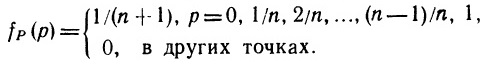 f_P (p) = { 1/(n + 1), p = 0, 1/n, 2/n, ..., (n — 1)/n, 1,
0, в других точках.